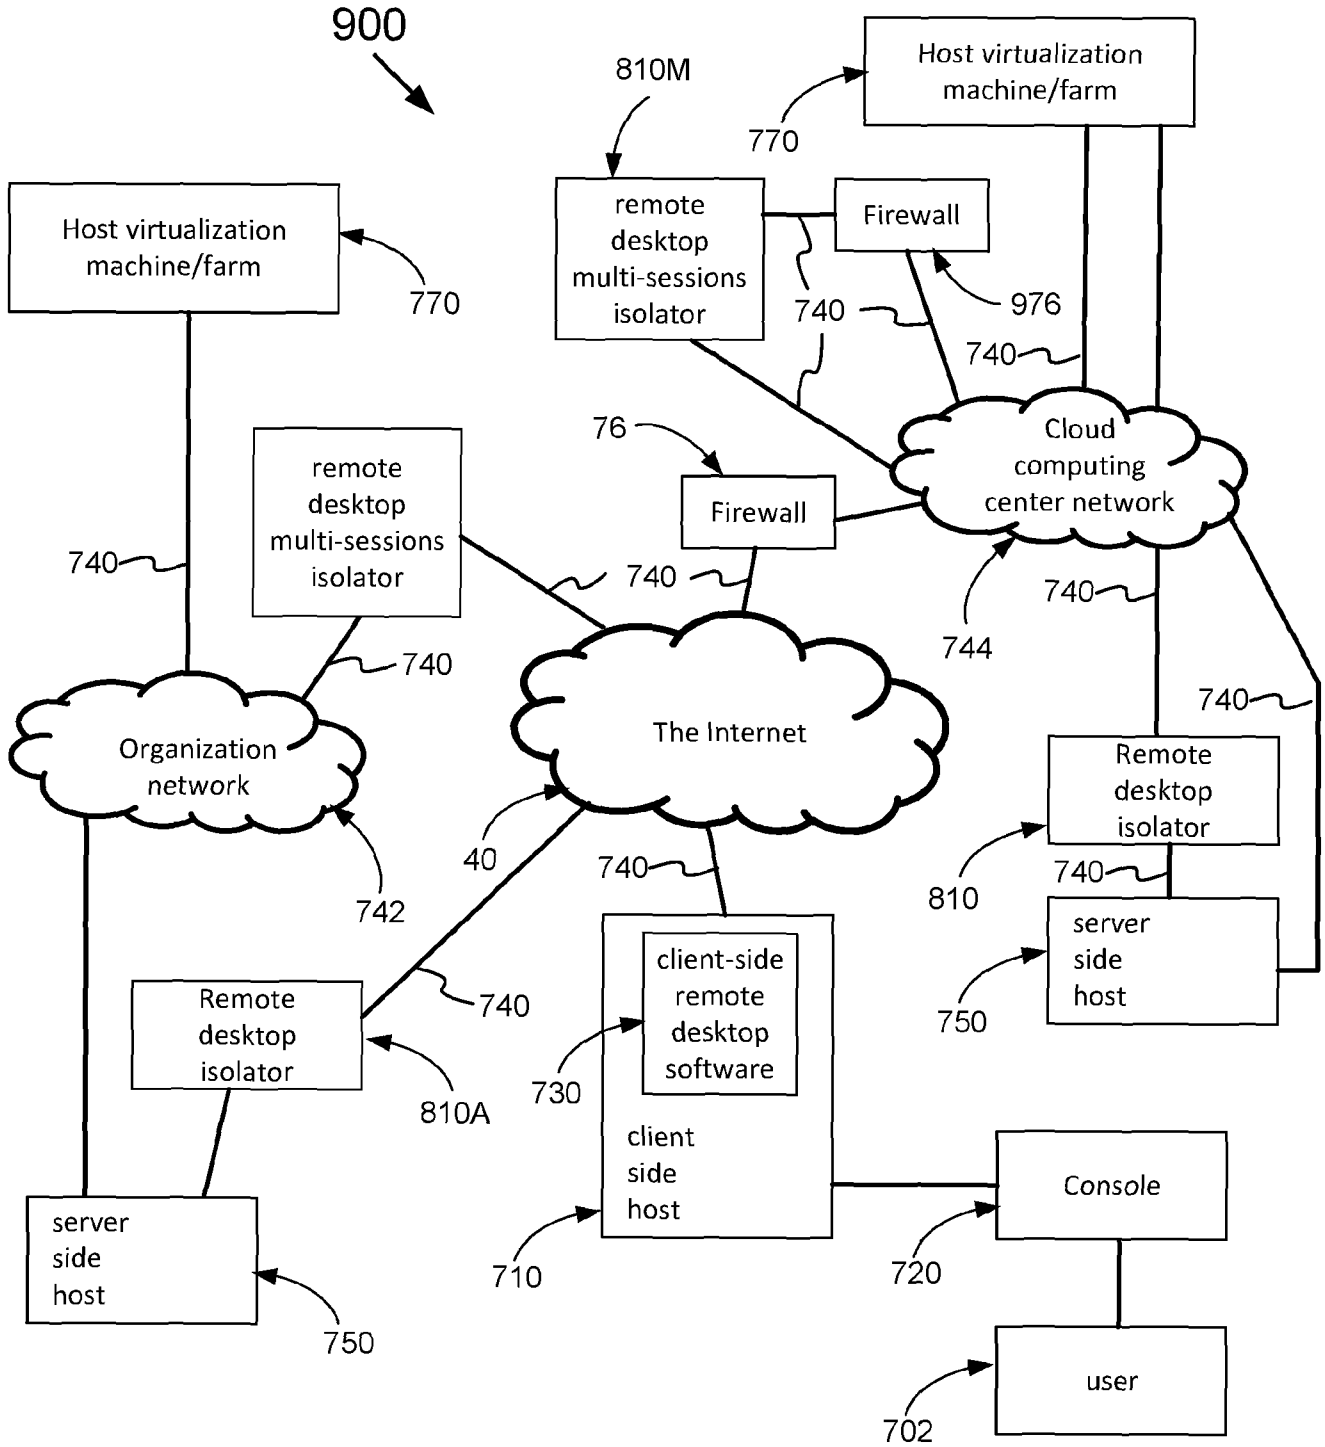 900
810M
Host virtualization
machine/farm
770
remote
desktop
multi-sessions
isolator
Firewall
976
740
740
740
Host virtualization
machine/farm
770
76
Firewall
Cloud
computing
center network
744
remote
desktop
multi-sessions
isolator
740
740
740
740
Organization
network
742
The Internet
40
740
740
Remote
desktop
isolator
810
740
740
server
side
host
750
Remote
desktop
isolator
810A
740
client-side
remote
desktop
software
730
client
side
host
710
Console
720
server
side
host
750
user
702